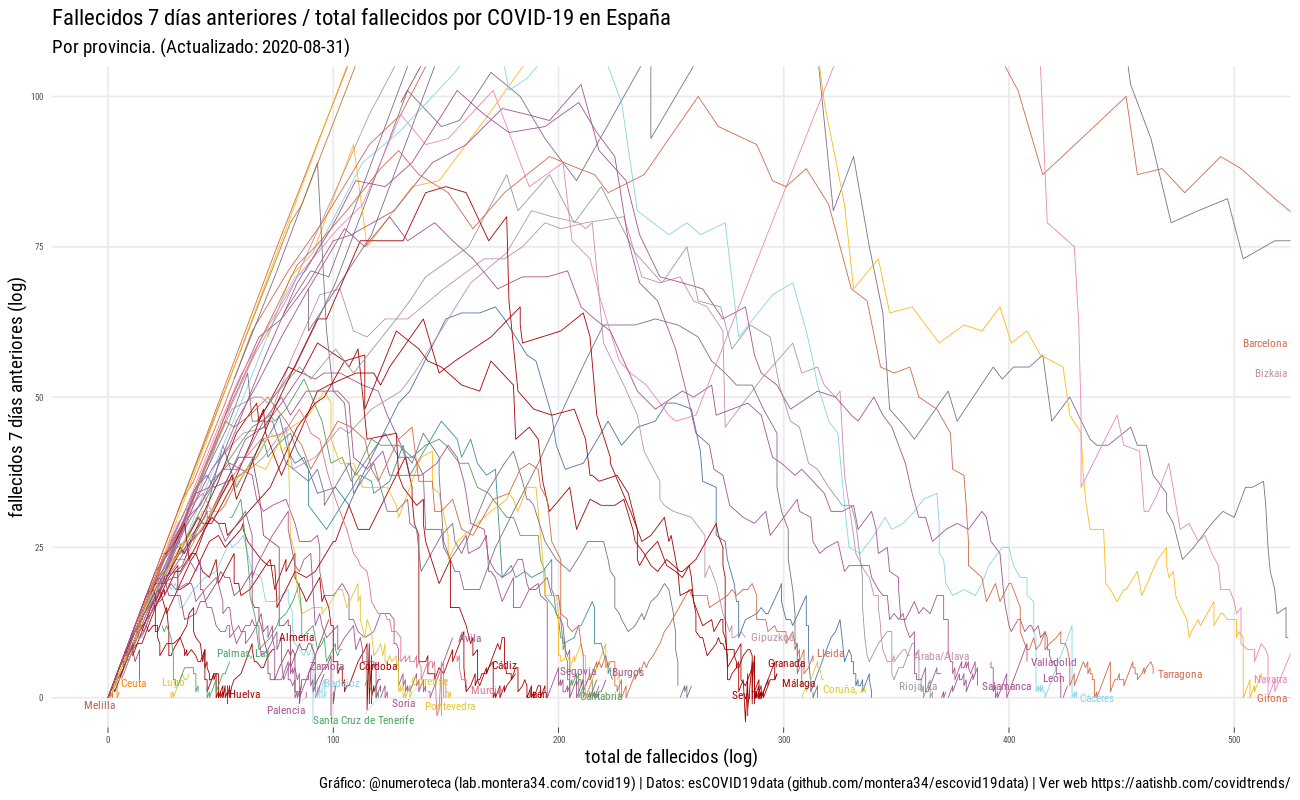 Fallecidos 7 días anteriores / total fallecidos por COVID-19 en España
Por provincia. (Actualizado: 2020-08-31)
fallecidos 7 días anteriores (log)
100
75
50
25
0
Barcelona
Bizkaia
Almería
Ávila
Gipuzkoa
Palmas, Las
Lleida
Araba/Álava
Valladolid
Zamora
Córdoba
Cádiz
Granada
Segovia
Burgos
León
Tarragona
Navarra
Ceuta
Lugo
Badajoz
Ourense
Málaga
Rioja, La
Salamanca
Huelva
Murcia
Jaén
Cantabria
Sevilla
Coruña, A
Cáceres
Girona
Melilla
Palencia
Soria
Pontevedra
Santa Cruz de Tenerife
0
100
200
300
400
500
total de fallecidos (log)
Gráfico: @numeroteca (lab.montera34.com/covid19) | Datos: esCOVID19data (github.com/montera34/escovid19data) | Ver web https://aatishb.com/covidtrends/